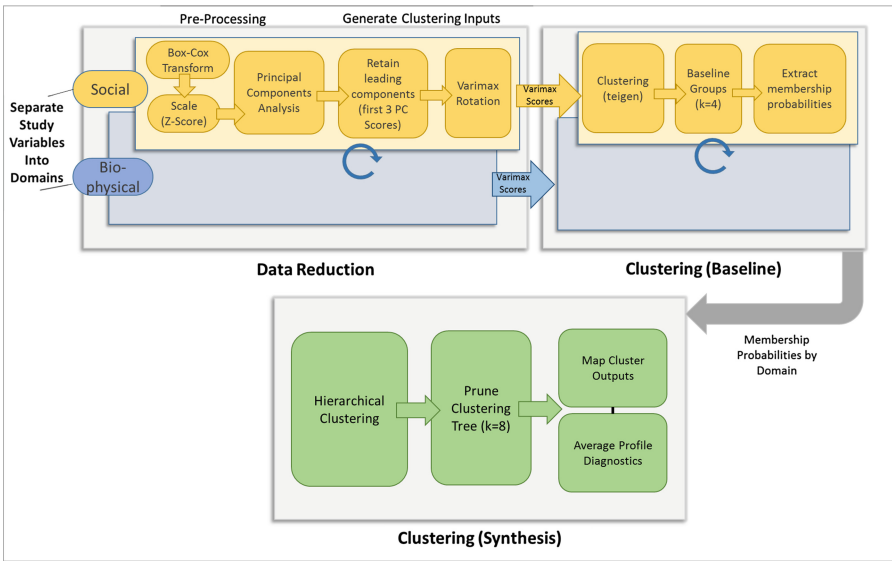 Pre-Processing
Generate Clustering Inputs
Separate
Study
Variables
Into
Domains
Social
Bio-
physical
Box-Cox
Transform
Scale
(Z-Score)
Principal
Components
Analysis
Retain
leading
components
(first 3 PC
Scores)
Varimax
Rotation
Varimax
Scores
Varimax
Scores
Data Reduction
Clustering
(teigen)
Baseline
Groups
(k=4)
Extract
membership
probabilities
Clustering (Baseline)
Membership
Probabilities by
Domain
Hierarchical
Clustering
Prune
Clustering
Tree (k=8)
Map Cluster
Outputs
Average Profile
Diagnostics
Clustering (Synthesis)